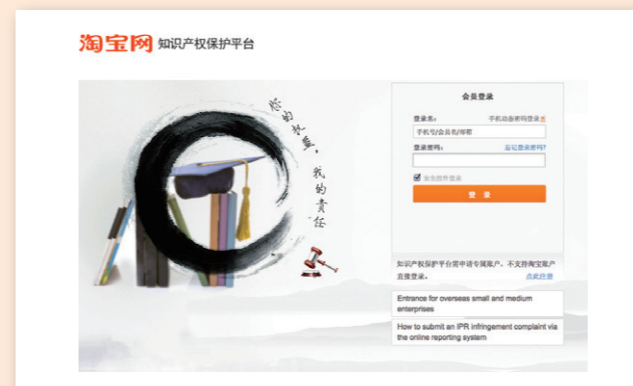 淘宝网 知识产权保护平台
你的权益，我的責任
会员登录
登录名： 手机动态密码登录
手机号/会员名/邮箱
登录密码： 忘记登录密码?
安全控件登录
登 录
知识产权保护平台需申请专属账户，不支持淘宝账户
直接登录。 点此注册
Entrance for overseas small and medium
enterprises
How to submit an IPR infringement complaint via
the online reporting system